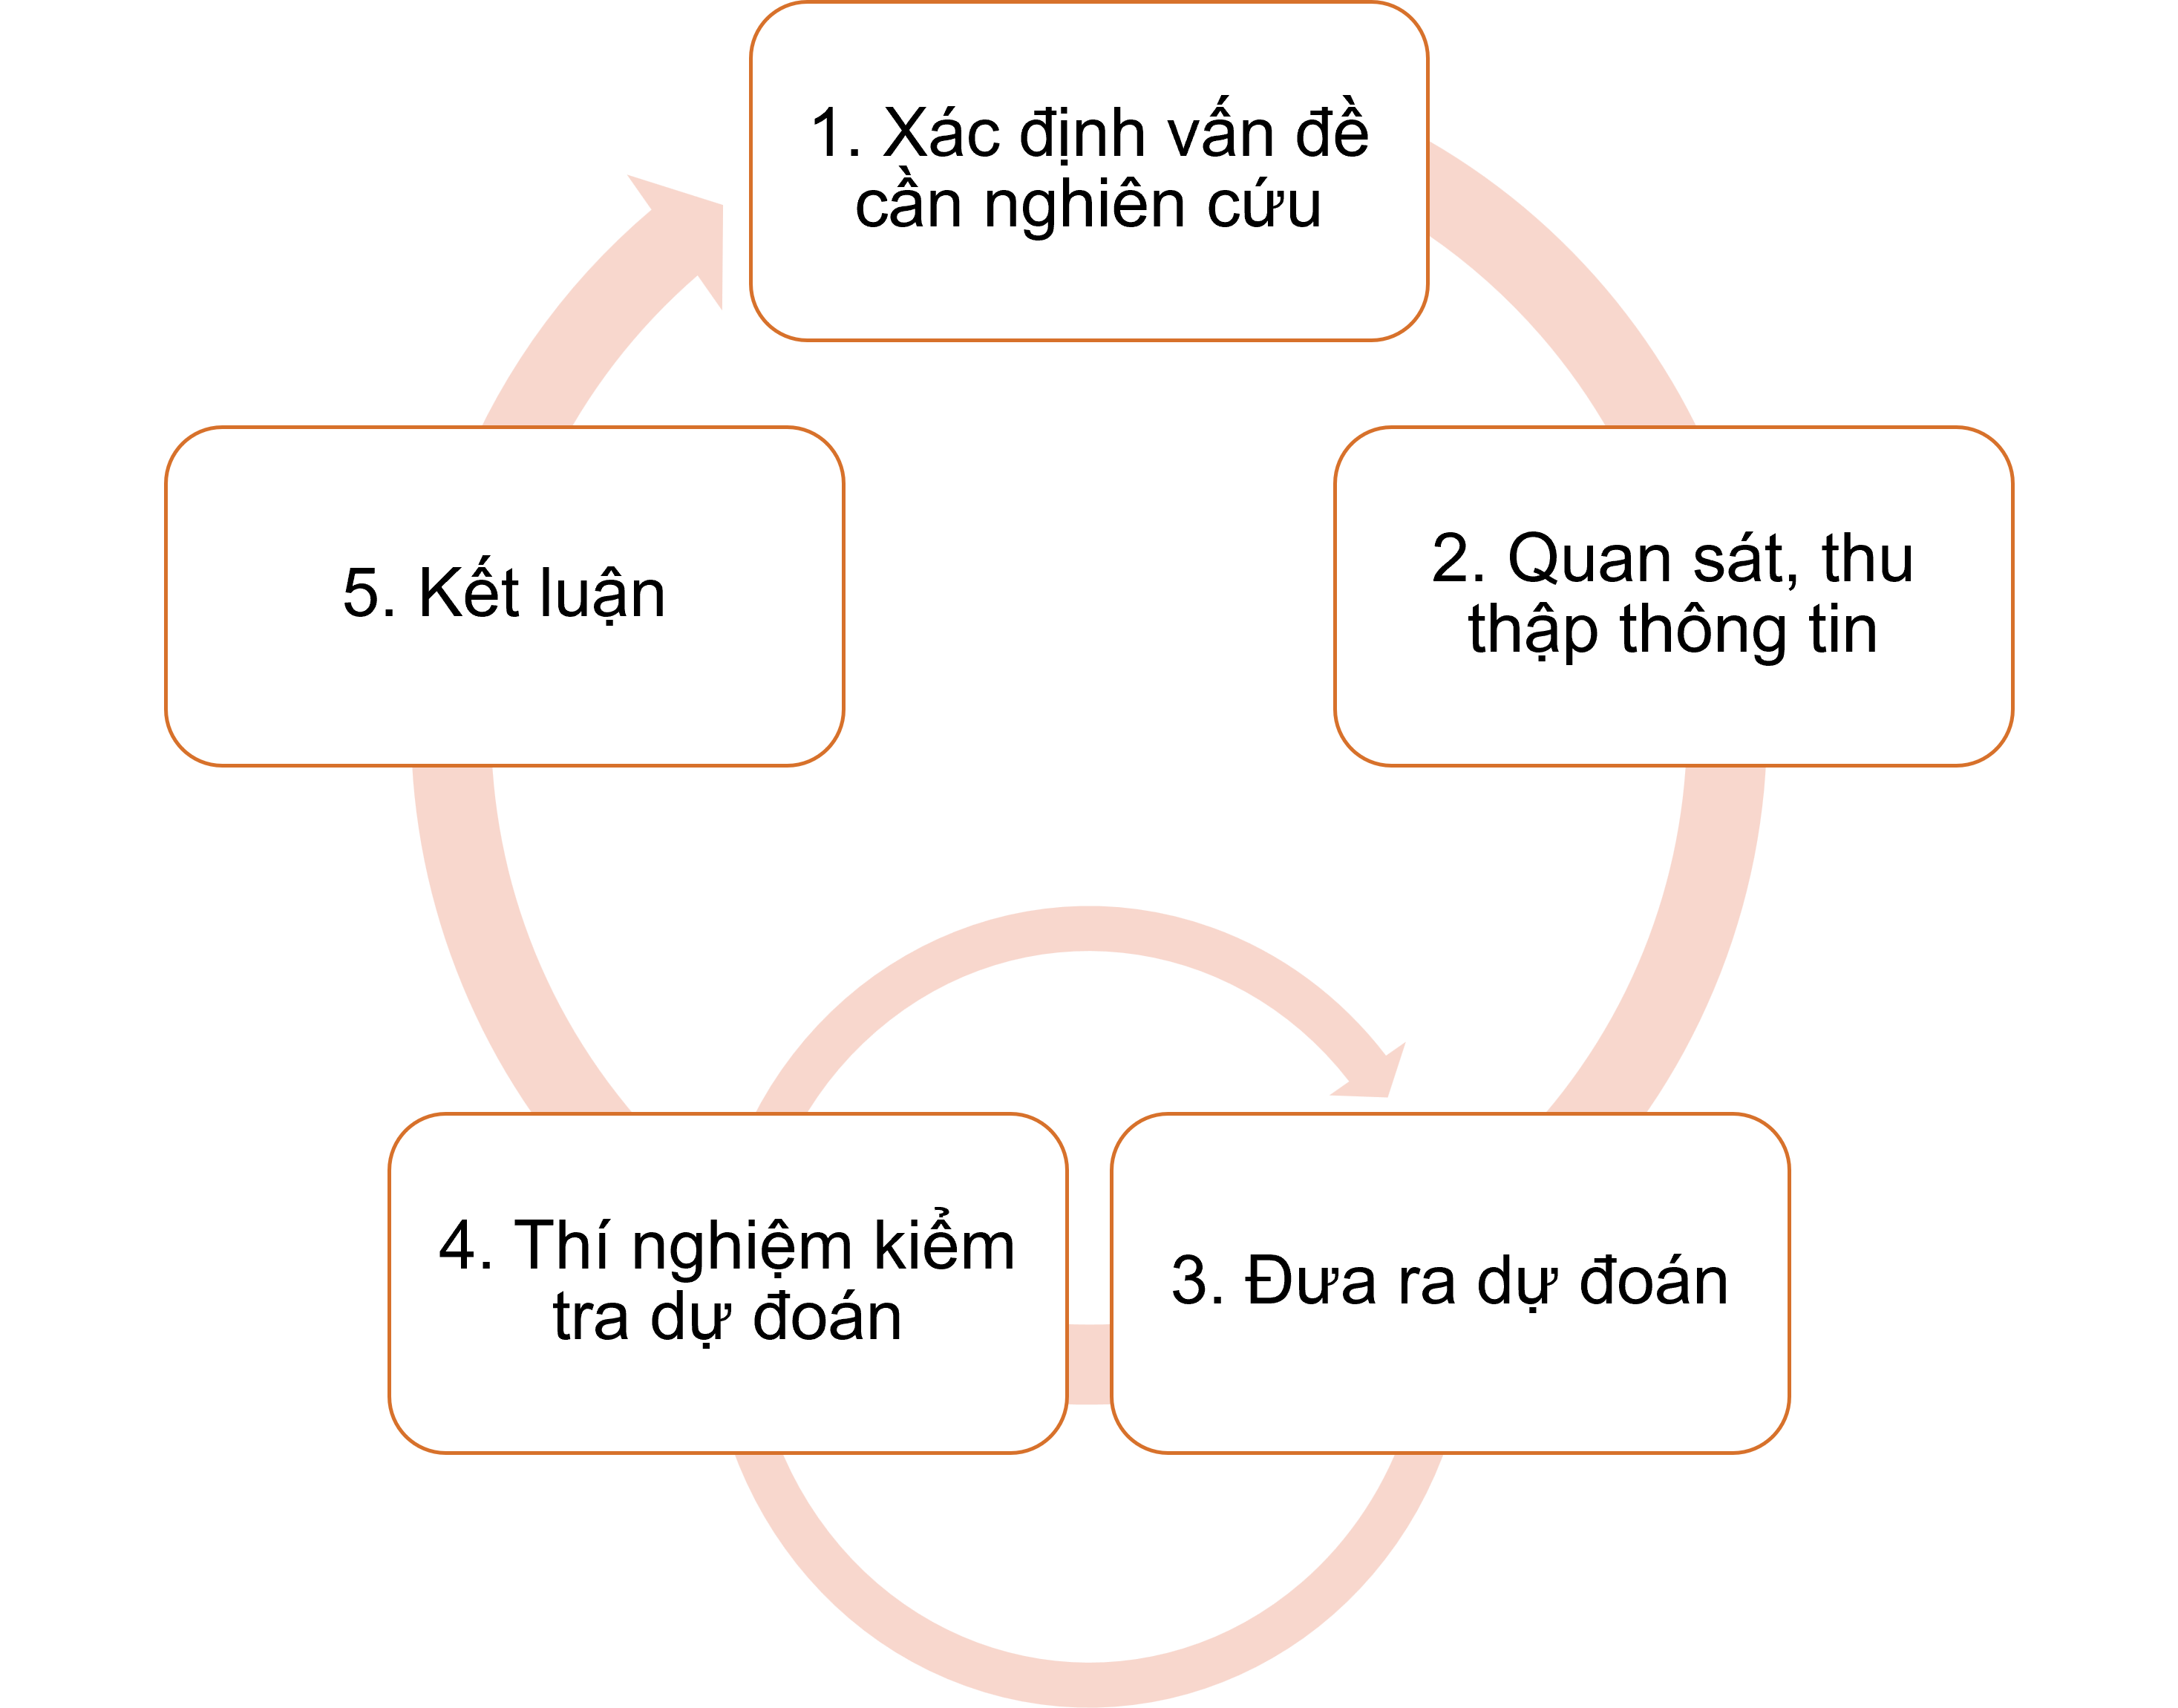 1. Xác định vấn đề
cần nghiên cứu
2. Quan sát, thu
thập thông tin
3. Đưa ra dự đoán
4. Thí nghiệm kiểm
tra dự đoán
5. Kết luận